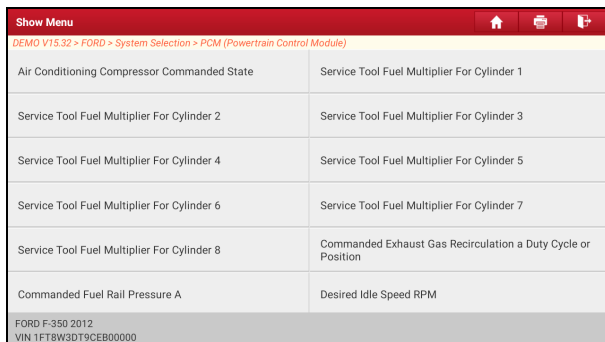 Show Menu
DEMO V15.32 > FORD > System Selection > PCM (Powertrain Control Module)
Air Conditioning Compressor Commanded State
Service Tool Fuel Multiplier For Cylinder 1
Service Tool Fuel Multiplier For Cylinder 2
Service Tool Fuel Multiplier For Cylinder 3
Service Tool Fuel Multiplier For Cylinder 4
Service Tool Fuel Multiplier For Cylinder 5
Service Tool Fuel Multiplier For Cylinder 6
Service Tool Fuel Multiplier For Cylinder 7
Service Tool Fuel Multiplier For Cylinder 8
Commanded Exhaust Gas Recirculation a Duty Cycle or
Position
Commanded Fuel Rail Pressure A
Desired Idle Speed RPM
FORD F-350 2012
VIN 1FT8W3DT9CEB00000